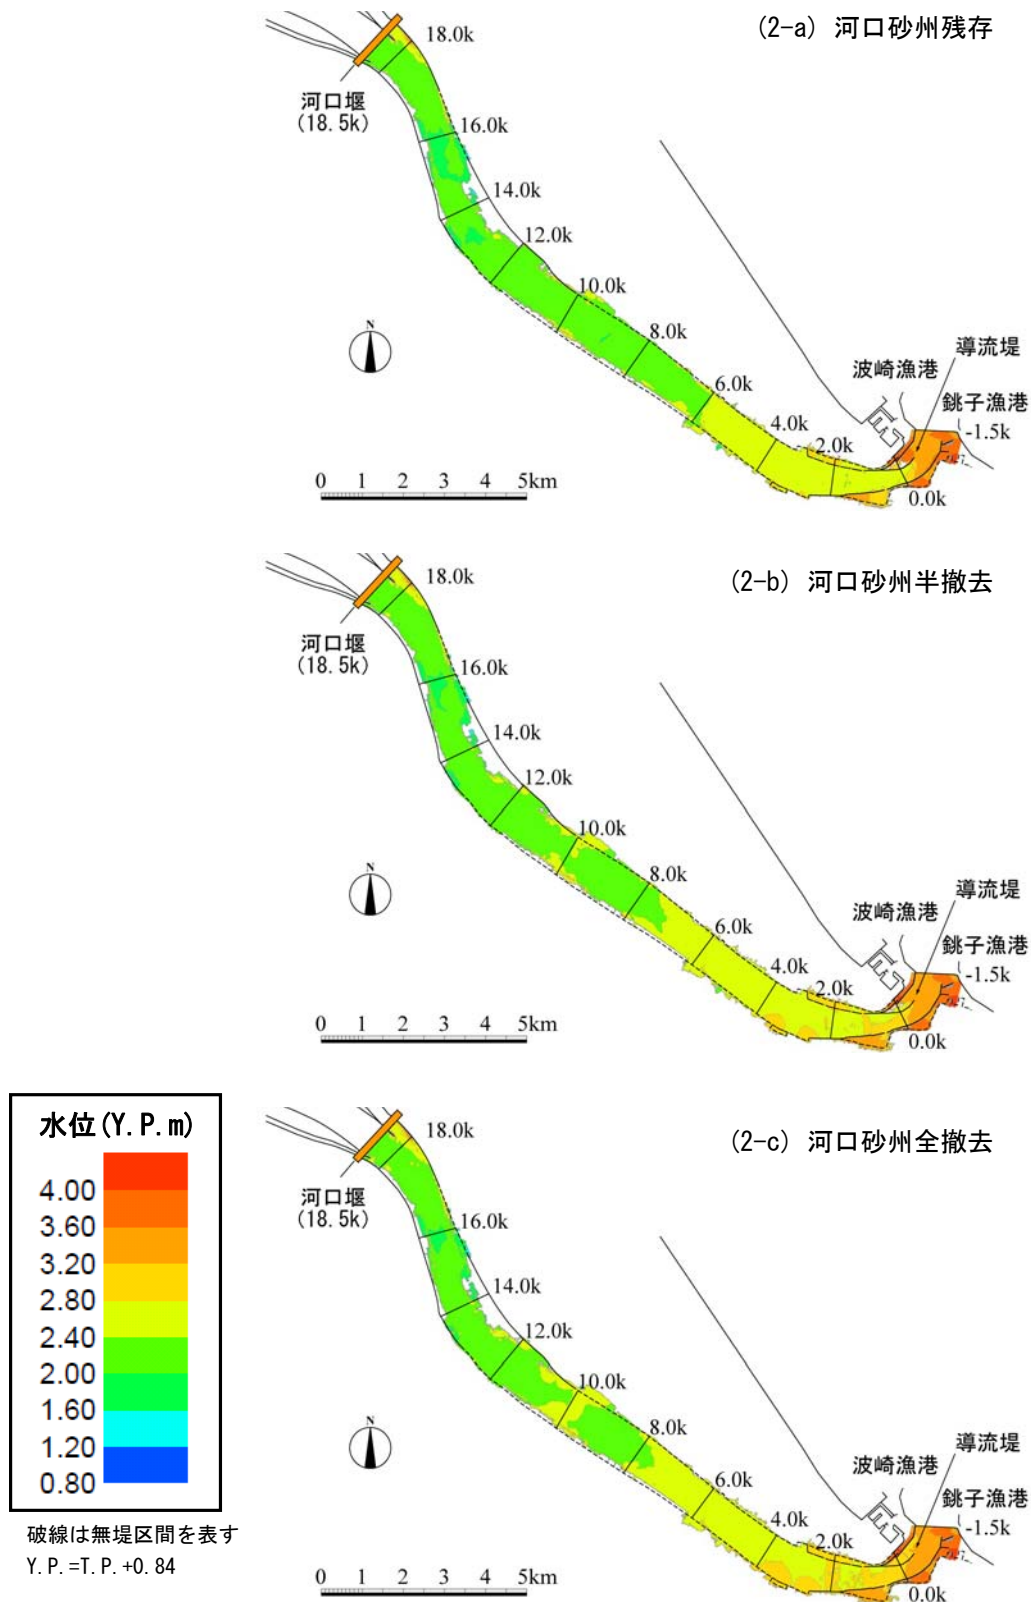 (2-a) 河口砂州残存
18.0k
河口堰
(18.5k)
16.0k
14.0k
12.0k
10.0k
8.0k
6.0k
4.0k
2.0k
0.0k
-1.5k
導流堤
波崎漁港
銚子漁港
N
0 1 2 3 4 5km
(2-b) 河口砂州半撤去
18.0k
河口堰
(18.5k)
16.0k
14.0k
12.0k
10.0k
8.0k
6.0k
4.0k
2.0k
0.0k
-1.5k
導流堤
波崎漁港
銚子漁港
N
0 1 2 3 4 5km
(2-c) 河口砂州全撤去
18.0k
河口堰
(18.5k)
16.0k
14.0k
12.0k
10.0k
8.0k
6.0k
4.0k
2.0k
0.0k
-1.5k
導流堤
波崎漁港
銚子漁港
N
0 1 2 3 4 5km
水位(Y.P.m)
4.00
3.60
3.20
2.80
2.40
2.00
1.60
1.20
0.80
破線は無堤区間を表す
Y.P.=T.P.+0.84